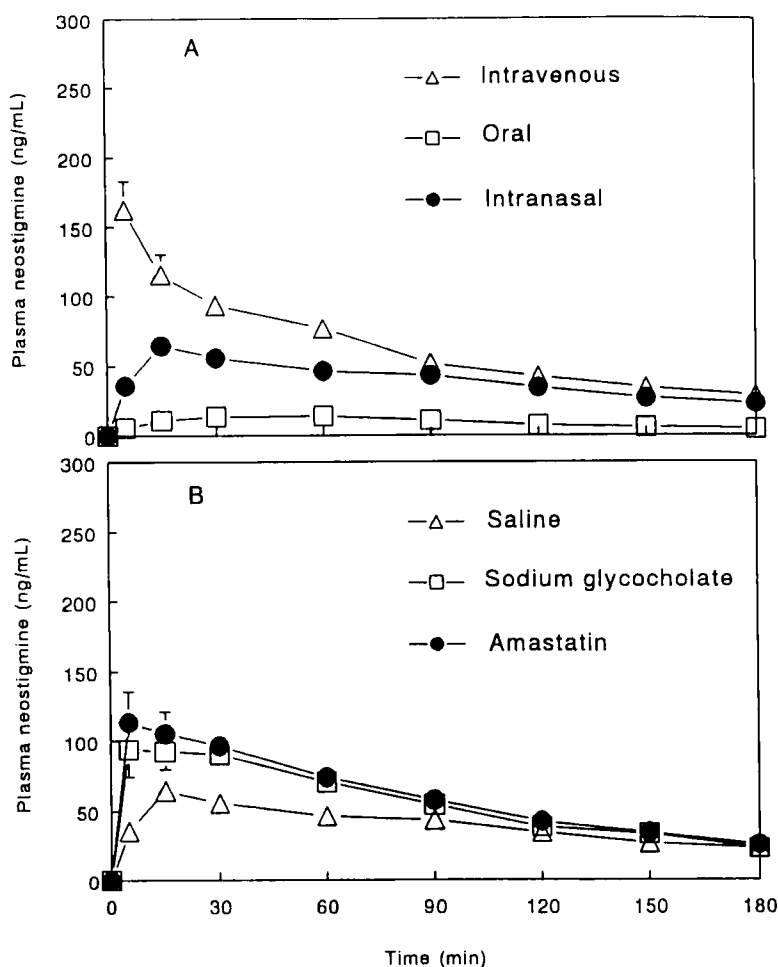 300
A
Intravenous
250
Oral
200
Intranasal
150
100
50
0
Plasma neostigmine (ng/mL)
300
B
Saline
250
Sodium glycocholate
200
Amastatin
150
100
50
0
Plasma neostigmine (ng/mL)
0 30 60 90 120 150 180
Time (min)